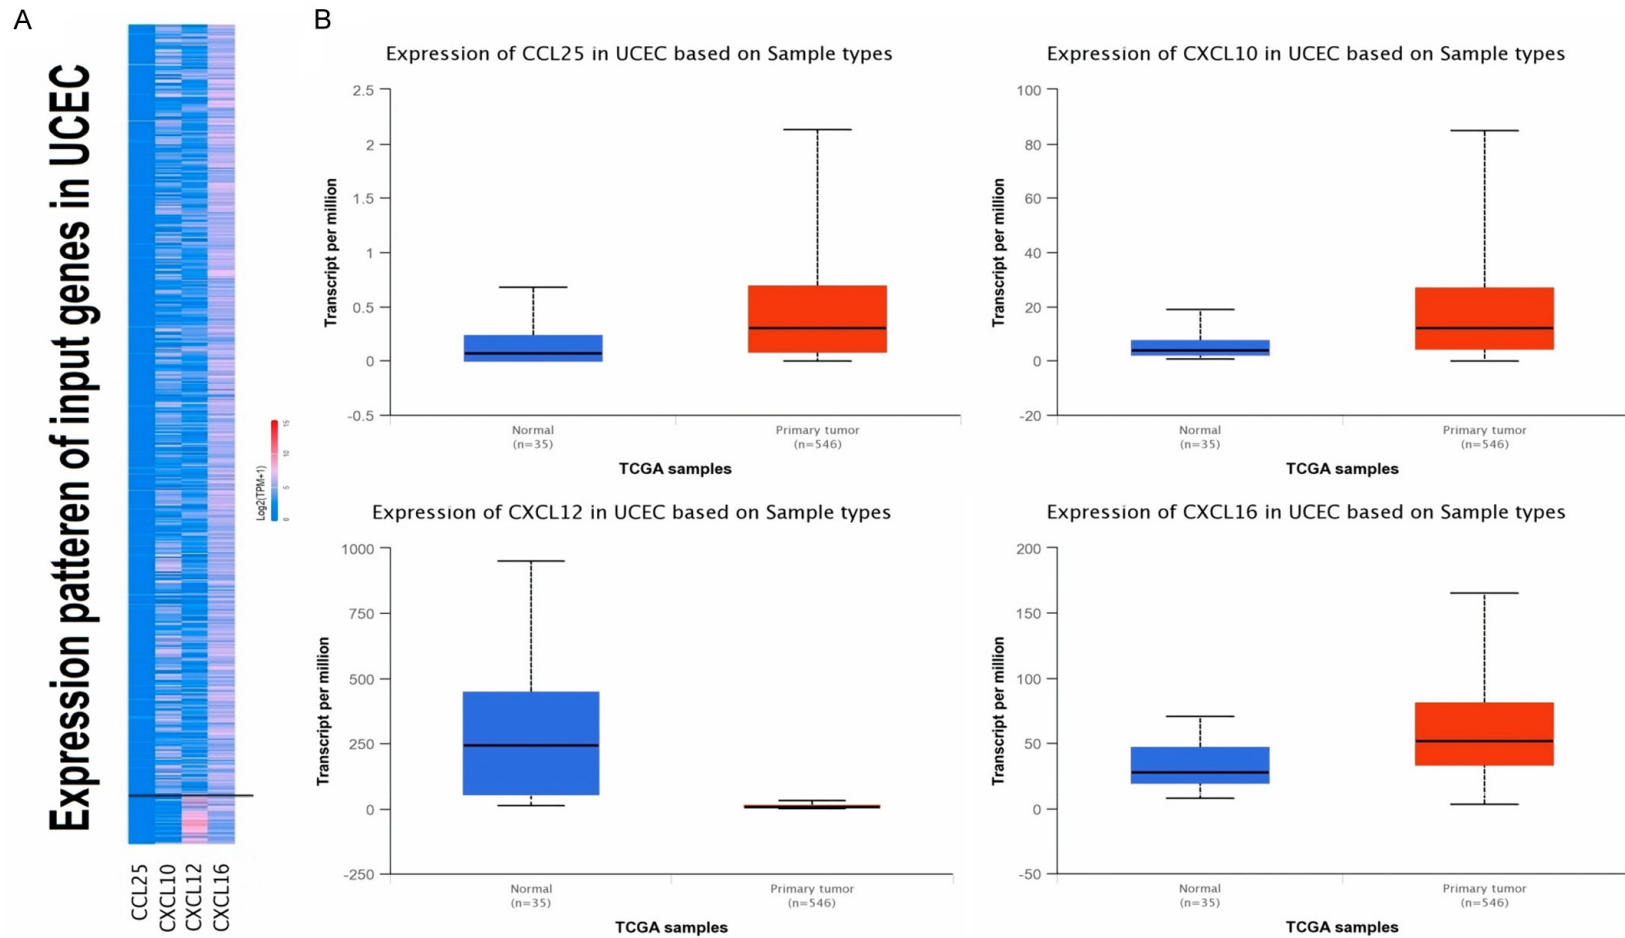 A
B
Expression patteren of input genes in UCEC
CCL25
CXCL10
CXCL12
CXCL16
Log2(TPM+1)
0
5
10
15
Expression of CCL25 in UCEC based on Sample types
Transcript per million
2.5
2
1.5
1
0.5
0
-0.5
Normal
(n=35)
Primary tumor
(n=546)
TCGA samples
Expression of CXCL10 in UCEC based on Sample types
Transcript per million
100
80
60
40
20
0
-20
Normal
(n=35)
Primary tumor
(n=546)
TCGA samples
Expression of CXCL12 in UCEC based on Sample types
Transcript per million
1000
750
500
250
0
-250
Normal
(n=35)
Primary tumor
(n=546)
TCGA samples
Expression of CXCL16 in UCEC based on Sample types
Transcript per million
200
150
100
50
0
-50
Normal
(n=35)
Primary tumor
(n=546)
TCGA samples